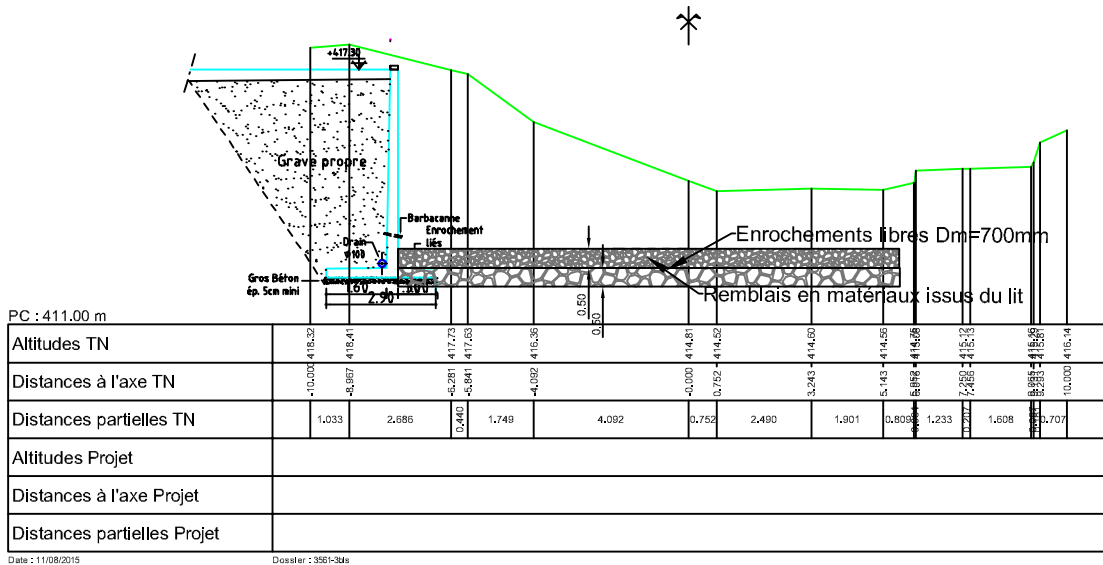 +417.30
Grave propre
Barbacanne
Enrochement
liés
Drain
Enrochements libres Dm=700mm
Gros Béton
ép. 5cm mini
2.90
Remblais en matériaux issus du lit
0.50
PC : 411.00 m
Altitudes TN
418.32 418.41 417.73 417.63 416.36 414.81 414.52 414.60 414.56 415.12 415.13 416.14
Distances à l'axe TN
-10.000 -8.967 -6.281 -5.841 -4.092 -0.000 0.752 3.243 5.143 7.250 7.456 9.293 10.000
Distances partielles TN
1.033 2.686 0.440 1.749 4.092 0.752 2.490 1.901 0.809 1.233 0.207 1.608 0.707
Altitudes Projet
Distances à l'axe Projet
Distances partielles Projet
Date : 11/08/2015
Dossier : 3561-3bis